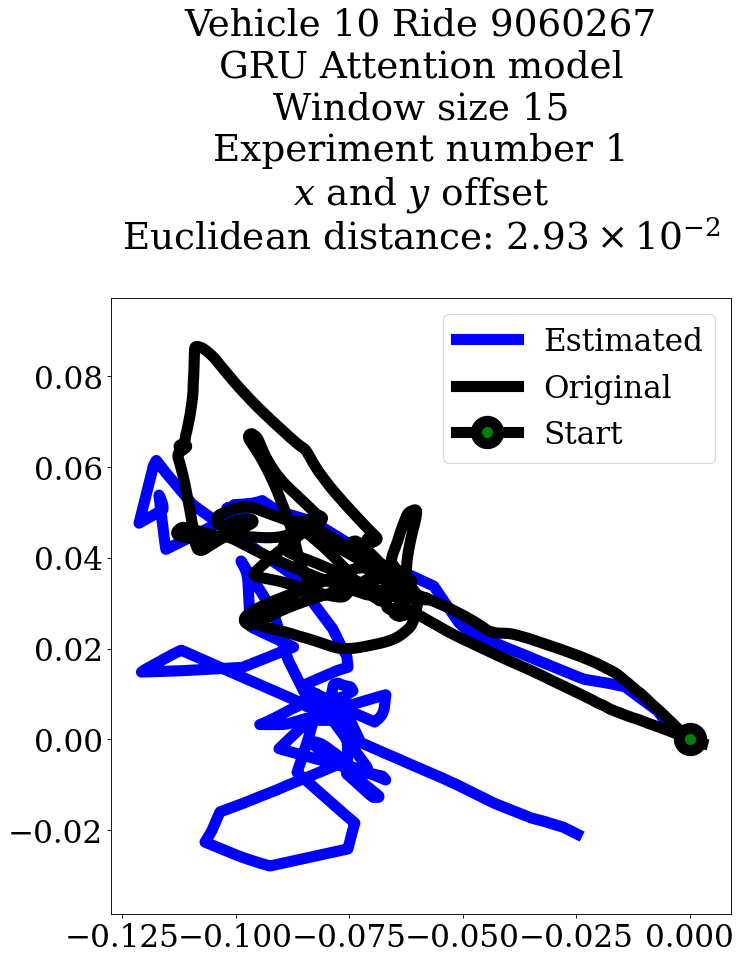 Vehicle 10 Ride 9060267
GRU Attention model
Window size 15
Experiment number 1
x and y offset
Euclidean distance: 2.93 × 10⁻²
Estimated
Original
Start
0.08
0.06
0.04
0.02
0.00
−0.02
−0.125 −0.100 −0.075 −0.050 −0.025 0.000